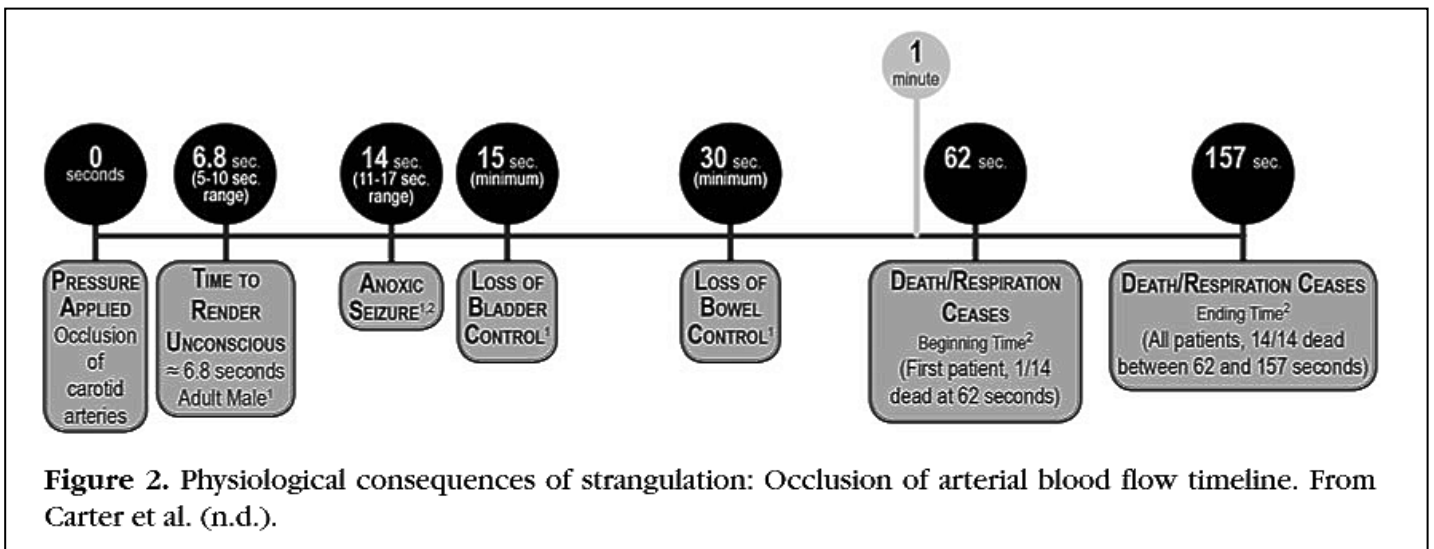 1
minute
0
seconds
6.8 sec.
(5-10 sec.
range)
14 sec.
(11-17 sec.
range)
15 sec.
(minimum)
30 sec.
(minimum)
62 sec.
157 sec.
PRESSURE
APPLIED
Occlusion
of
carotid
arteries
TIME TO
RENDER
UNCONSCIOUS
≈ 6.8 seconds
Adult Male¹
ANOXIC
SEIZURE¹,²
LOSS OF
BLADDER
CONTROL¹
LOSS OF
BOWEL
CONTROL¹
DEATH/RESPIRATION
CEASES
Beginning Time²
(First patient, 1/14
dead at 62 seconds)
DEATH/RESPIRATION CEASES
Ending Time²
(All patients, 14/14 dead
between 62 and 157 seconds)
Figure 2. Physiological consequences of strangulation: Occlusion of arterial blood flow timeline. From
Carter et al. (n.d.).